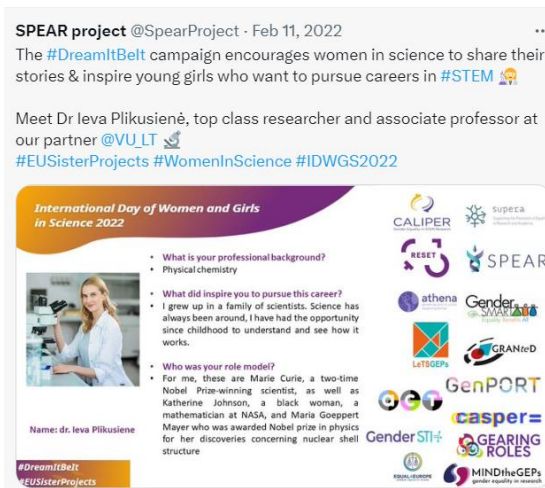 SPEAR project @SpearProject · Feb 11, 2022
The #DreamItBeIt campaign encourages women in science to share their
stories & inspire young girls who want to pursue careers in #STEM
Meet Dr Ieva Plikusienė, top class researcher and associate professor at
our partner @VU_LT
#EUSisterProjects #WomenInScience #IDWGS2022
International Day of Women and Girls
in Science 2022
• What is your professional background?
• Physical chemistry
• What did inspire you to pursue this career?
• I grew up in a family of scientists. Science has
always been around, I have had the opportunity
since childhood to understand and see how it
works.
• Who was your role model?
• For me, these are Marie Curie, a two-time
Nobel Prize-winning scientist, as well as
Katherine Johnson, a black woman, a
mathematician at NASA, and Maria Goeppert
Mayer who was awarded Nobel prize in physics
for her discoveries concerning nuclear shell
structure
Name: dr. Ieva Plikusiene
#DreamItBeIt
#EUSisterProjects
CALIPER
supera
RESET
SPEAR
athena
Gender
SMART
LeTSGEPs
GRANteD
GenPORT
casper=
Gender STI
GEARING
ROLES
EQUAL4EUROPE
MINDtheGEPs
gender equality in research